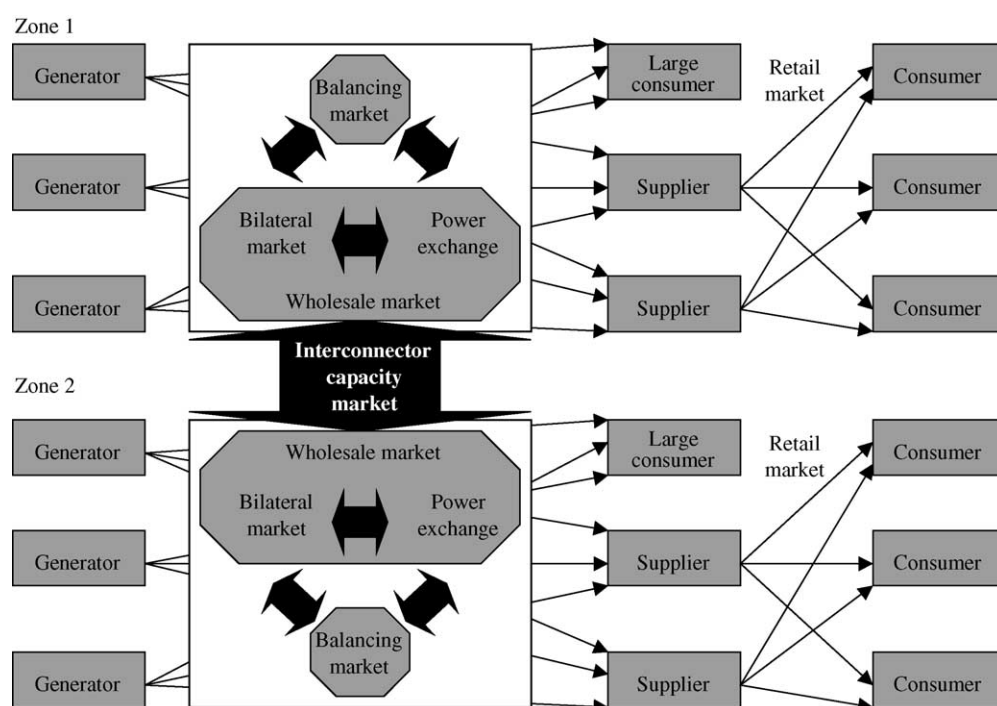 Zone 1
Generator
Generator
Generator
Balancing
market
Bilateral
market
Power
exchange
Wholesale market
Large
consumer
Supplier
Supplier
Retail
market
Consumer
Consumer
Consumer
Interconnector
capacity
market
Zone 2
Generator
Generator
Generator
Wholesale market
Bilateral
market
Power
exchange
Balancing
market
Large
consumer
Supplier
Supplier
Retail
market
Consumer
Consumer
Consumer